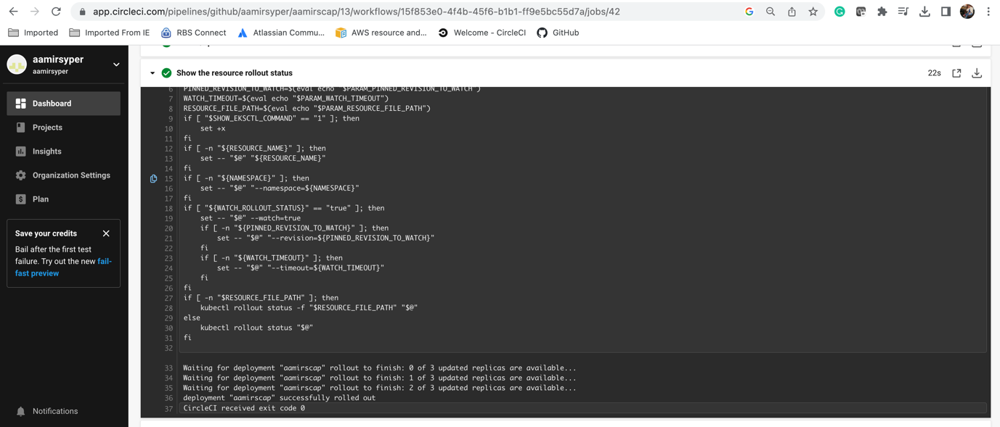 app.circleci.com/pipelines/github/aamirsyper/aamirscap/13/workflows/15f853e0-4f4b-45f6-b1b1-ff9e5bc55d7a/jobs/42
Imported
Imported From IE
RBS Connect
Atlassian Commu...
AWS resource and...
Welcome - CircleCI
GitHub
aamirsyper
aamirsyper
Dashboard
Projects
Insights
Organization Settings
Plan
Save your credits
Bail after the first test
failure. Try out the new fail-
fast preview
Notifications
Show the resource rollout status
22s
6 PINNED_REVISION_TO_WATCH=$(eval echo "$PARAM_PINNED_REVISION_TO_WATCH")
7 WATCH_TIMEOUT=$(eval echo "$PARAM_WATCH_TIMEOUT")
8 RESOURCE_FILE_PATH=$(eval echo "$PARAM_RESOURCE_FILE_PATH")
9 if [ "$SHOW_EKSCTL_COMMAND" == "1" ]; then
10 set +x
11 fi
12 if [ -n "${RESOURCE_NAME}" ]; then
13 set -- "$@" "${RESOURCE_NAME}"
14 fi
15 if [ -n "${NAMESPACE}" ]; then
16 set -- "$@" "--namespace=${NAMESPACE}"
17 fi
18 if [ "${WATCH_ROLLOUT_STATUS}" == "true" ]; then
19 set -- "$@" --watch=true
20 if [ -n "${PINNED_REVISION_TO_WATCH}" ]; then
21 set -- "$@" "--revision=${PINNED_REVISION_TO_WATCH}"
22 fi
23 if [ -n "${WATCH_TIMEOUT}" ]; then
24 set -- "$@" "--timeout=${WATCH_TIMEOUT}"
25 fi
26 fi
27 if [ -n "$RESOURCE_FILE_PATH" ]; then
28 kubectl rollout status -f "$RESOURCE_FILE_PATH" "$@"
29 else
30 kubectl rollout status "$@"
31 fi
32
33 Waiting for deployment "aamirscap" rollout to finish: 0 of 3 updated replicas are available...
34 Waiting for deployment "aamirscap" rollout to finish: 1 of 3 updated replicas are available...
35 Waiting for deployment "aamirscap" rollout to finish: 2 of 3 updated replicas are available...
36 deployment "aamirscap" successfully rolled out
37 CircleCI received exit code 0